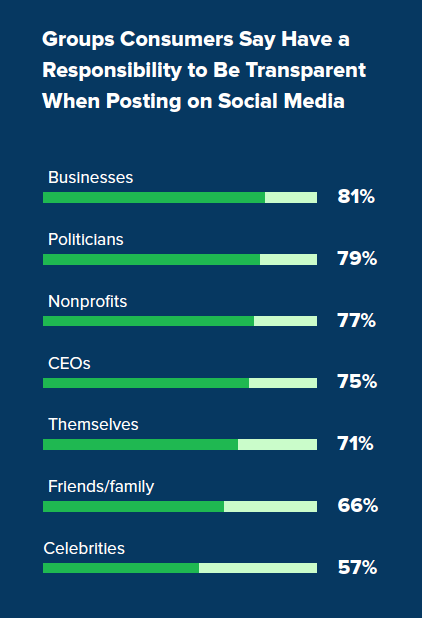 Groups Consumers Say Have a
Responsibility to Be Transparent
When Posting on Social Media
Businesses
81%
Politicians
79%
Nonprofits
77%
CEOs
75%
Themselves
71%
Friends/family
66%
Celebrities
57%